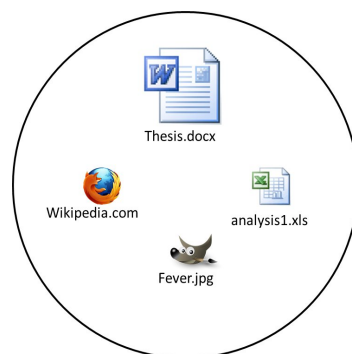 W
Thesis.docx
Wikipedia.com
analysis1.xls
Fever.jpg